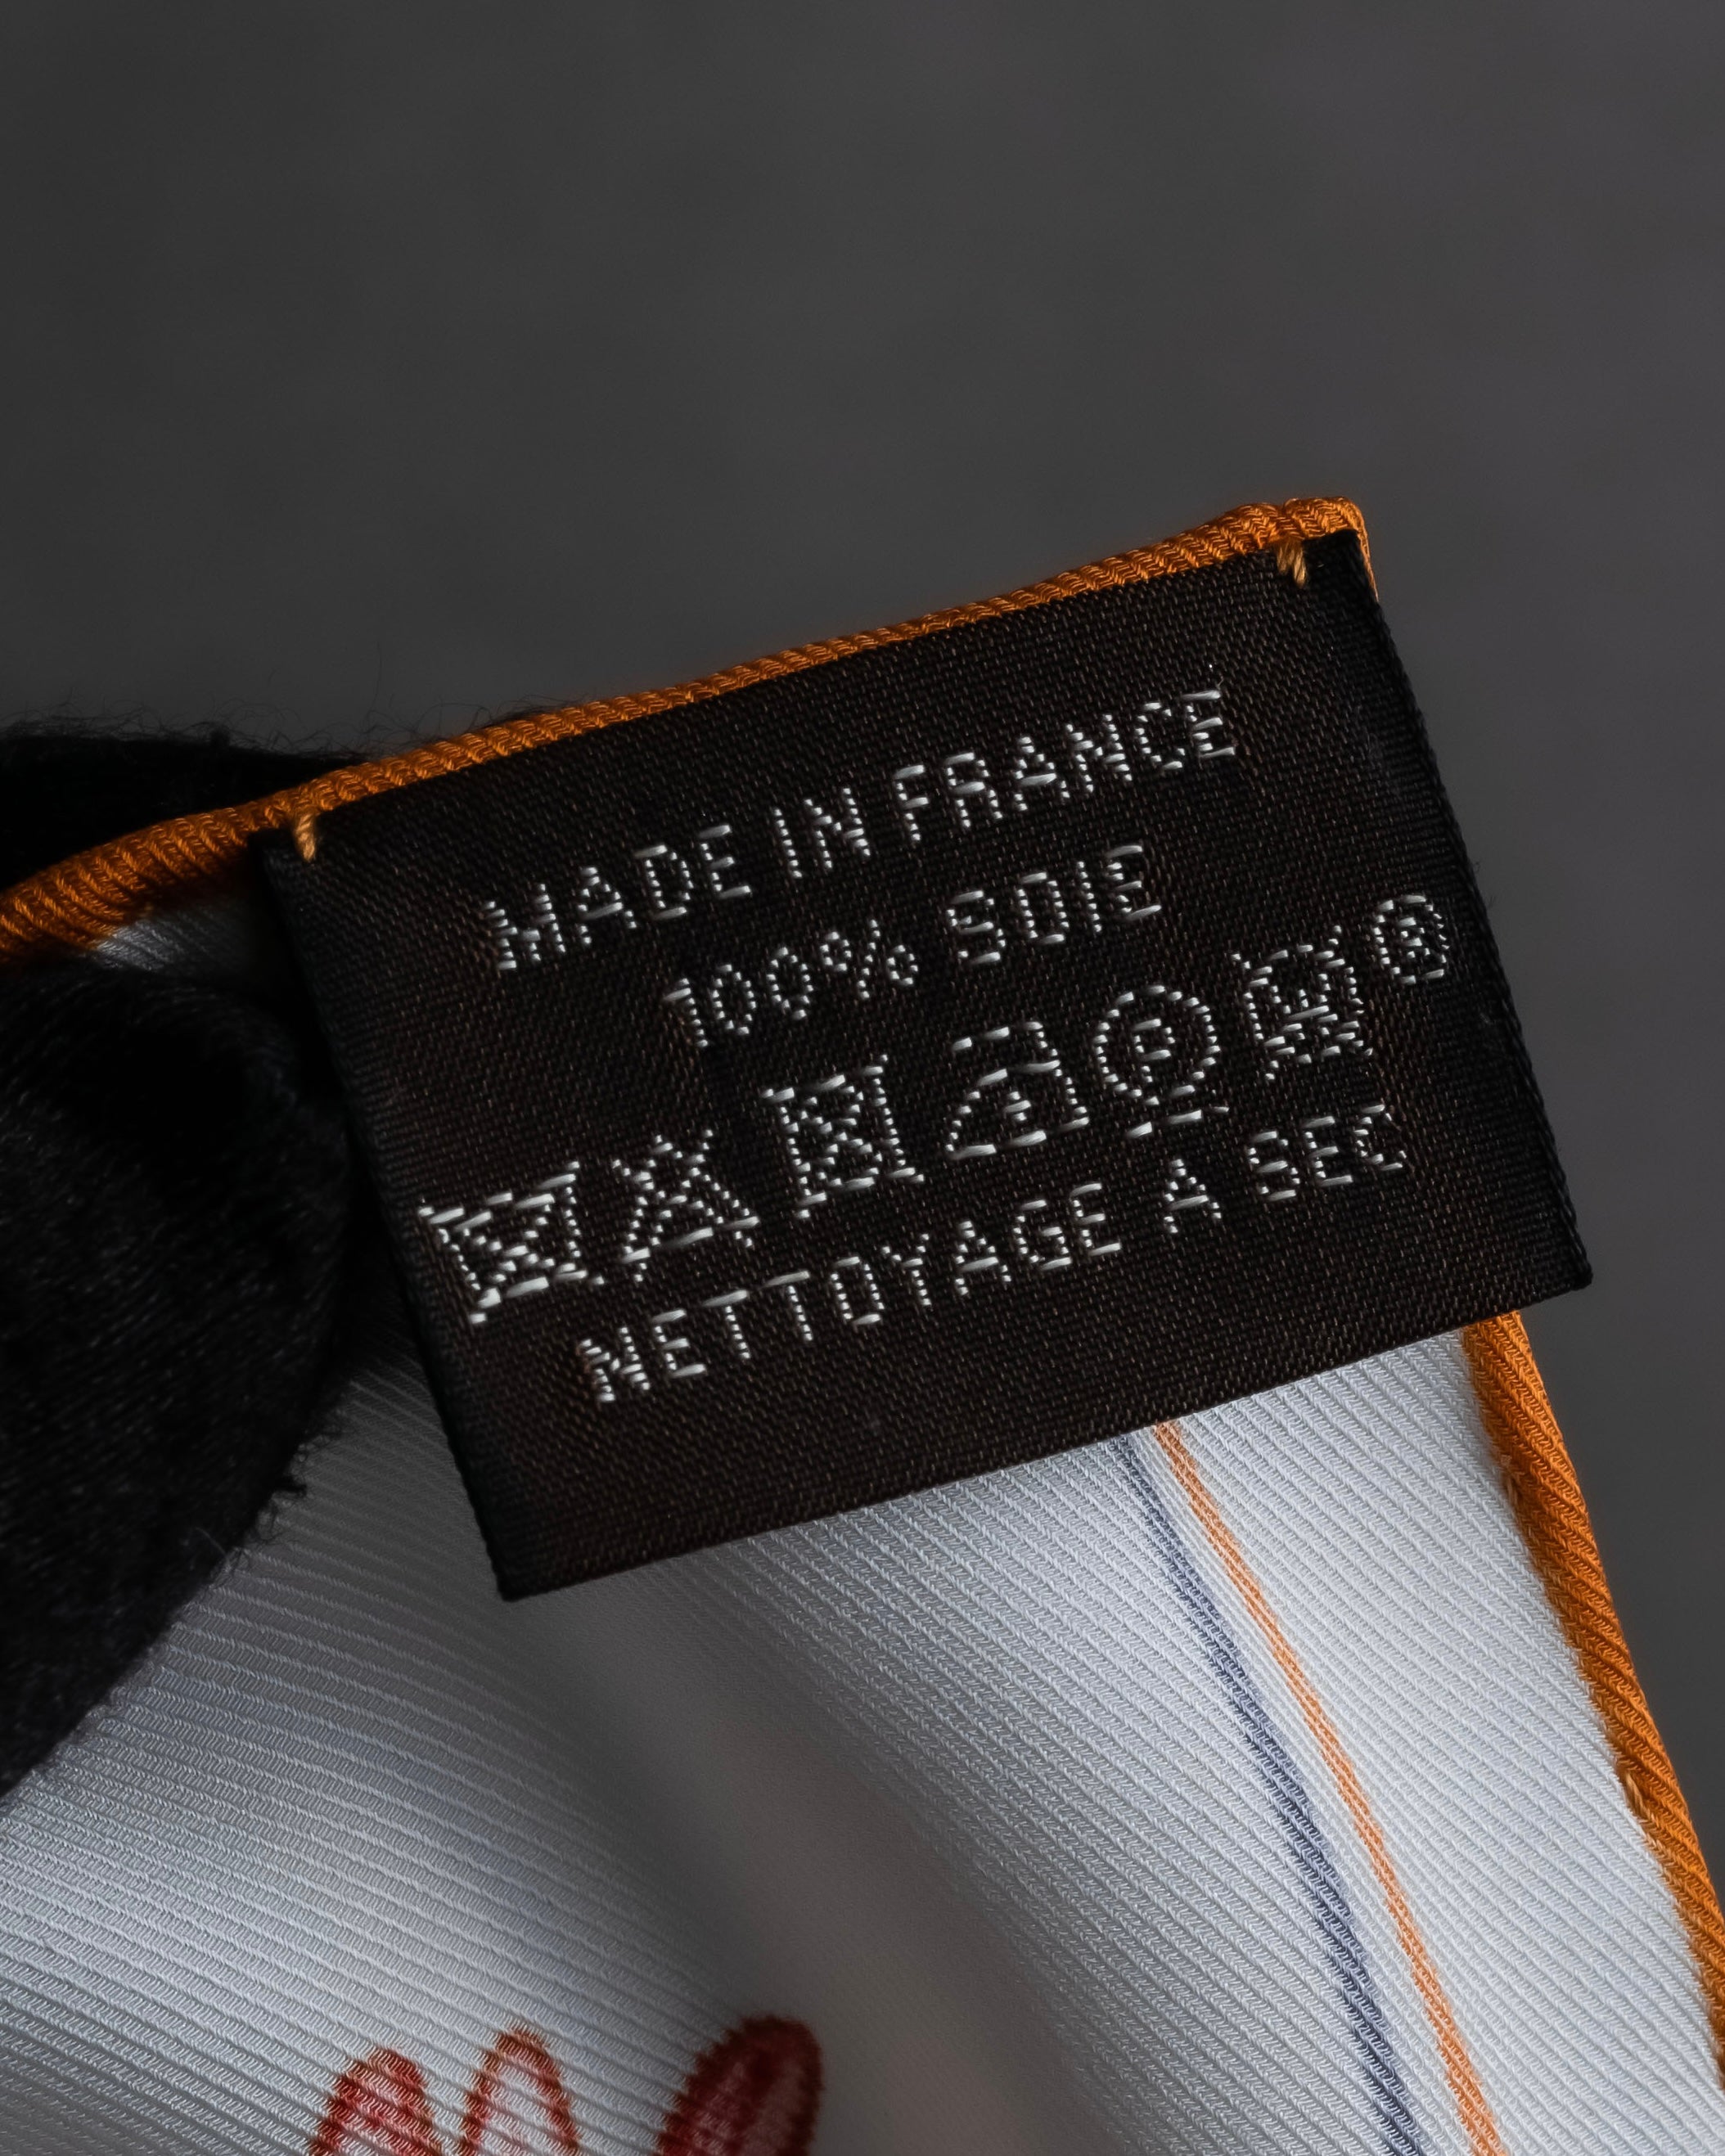 MADE IN FRANCE
100% SOIE
P W ®
NETTOYAGE A SEC